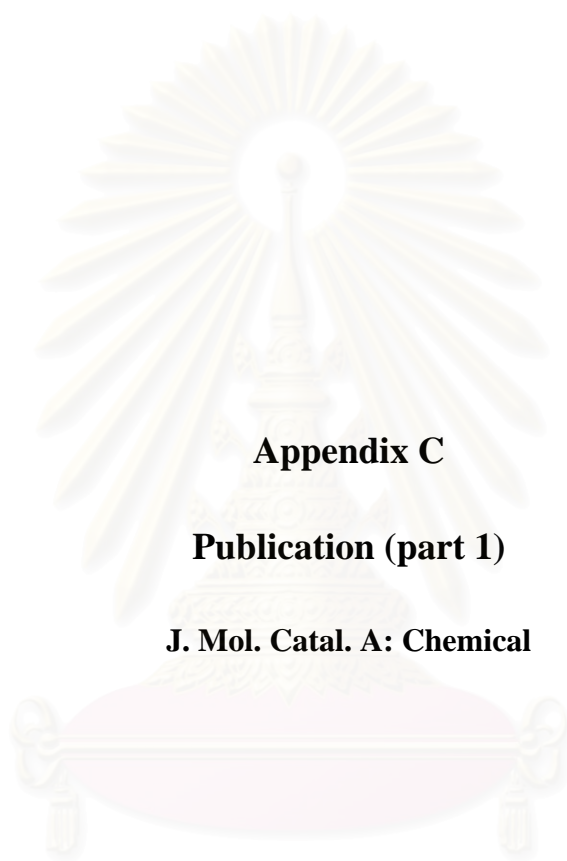 Appendix C
Publication (part 1)
J. Mol. Catal. A: Chemical